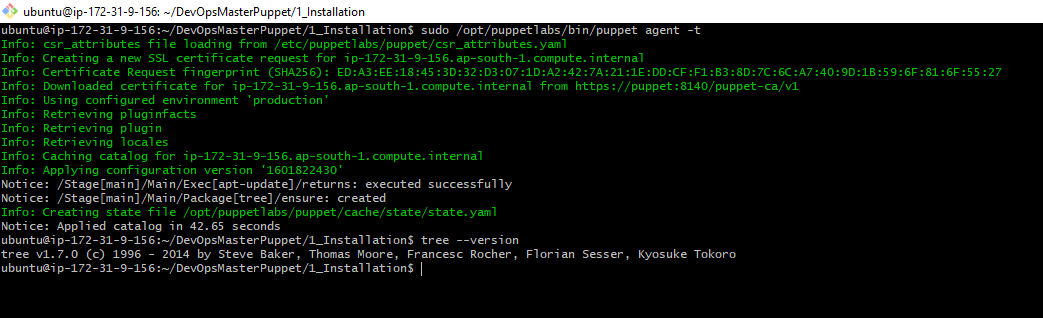 ubuntu@ip-172-31-9-156: ~/DevOpsMasterPuppet/1_Installation
ubuntu@ip-172-31-9-156:~/DevOpsMasterPuppet/1_Installation$ sudo /opt/puppetlabs/bin/puppet agent -t
Info: csr_attributes file loading from /etc/puppetlabs/puppet/csr_attributes.yaml
Info: Creating a new SSL certificate request for ip-172-31-9-156.ap-south-1.compute.internal
Info: Certificate Request fingerprint (SHA256): ED:A3:EE:18:45:3D:32:D3:07:1D:A2:42:7A:21:1E:DD:CF:F1:B3:8D:7C:6C:A7:40:9D:1B:59:6F:81:6F:55:27
Info: Downloaded certificate for ip-172-31-9-156.ap-south-1.compute.internal from https://puppet:8140/puppet-ca/v1
Info: Using configured environment 'production'
Info: Retrieving pluginfacts
Info: Retrieving plugin
Info: Retrieving locales
Info: Caching catalog for ip-172-31-9-156.ap-south-1.compute.internal
Info: Applying configuration version '1601822430'
Notice: /Stage[main]/Main/Exec[apt-update]/returns: executed successfully
Notice: /Stage[main]/Main/Package[tree]/ensure: created
Info: Creating state file /opt/puppetlabs/puppet/cache/state/state.yaml
Notice: Applied catalog in 42.65 seconds
ubuntu@ip-172-31-9-156:~/DevOpsMasterPuppet/1_Installation$ tree --version
tree v1.7.0 (c) 1996 - 2014 by Steve Baker, Thomas Moore, Francesc Rocher, Florian Sesser, Kyosuke Tokoro
ubuntu@ip-172-31-9-156:~/DevOpsMasterPuppet/1_Installation$